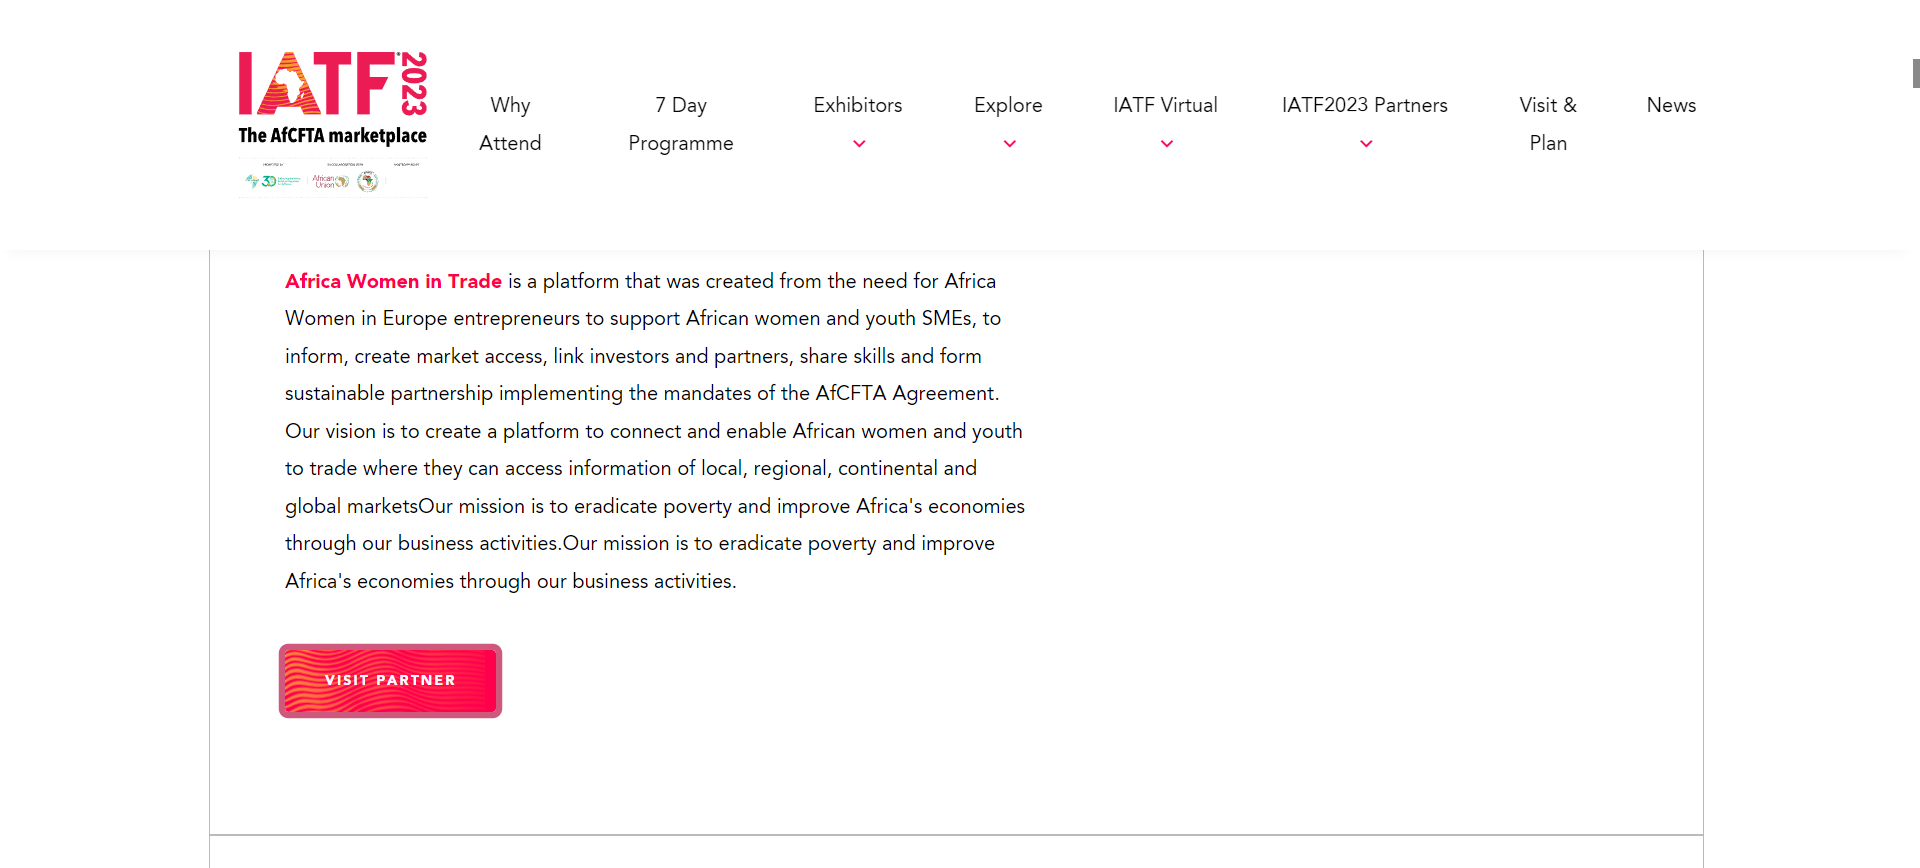 IATF 2023
The AfCFTA marketplace
African
Union
Why
Attend
7 Day
Programme
Exhibitors
Explore
IATF Virtual
IATF2023 Partners
Visit &
Plan
News
Africa Women in Trade is a platform that was created from the need for Africa
Women in Europe entrepreneurs to support African women and youth SMEs, to
inform, create market access, link investors and partners, share skills and form
sustainable partnership implementing the mandates of the AfCFTA Agreement.
Our vision is to create a platform to connect and enable African women and youth
to trade where they can access information of local, regional, continental and
global marketsOur mission is to eradicate poverty and improve Africa's economies
through our business activities.Our mission is to eradicate poverty and improve
Africa's economies through our business activities.
VISIT PARTNER